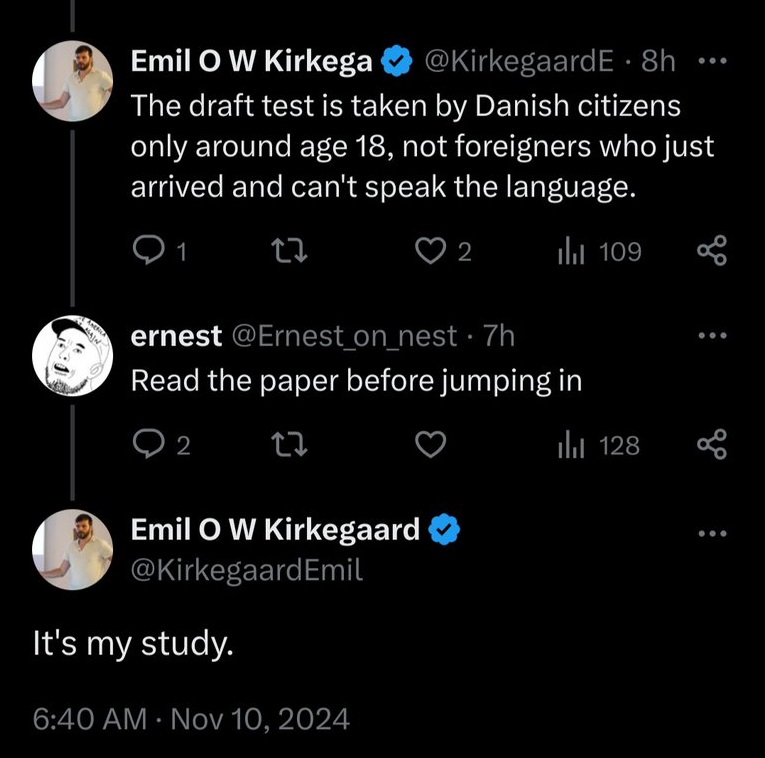 Emil O W Kirkega @KirkegaardE · 8h
The draft test is taken by Danish citizens
only around age 18, not foreigners who just
arrived and can't speak the language.
1 2 109
ernest @Ernest_on_nest · 7h
Read the paper before jumping in
2 128
Emil O W Kirkegaard
@KirkegaardEmil
It's my study.
6:40 AM · Nov 10, 2024